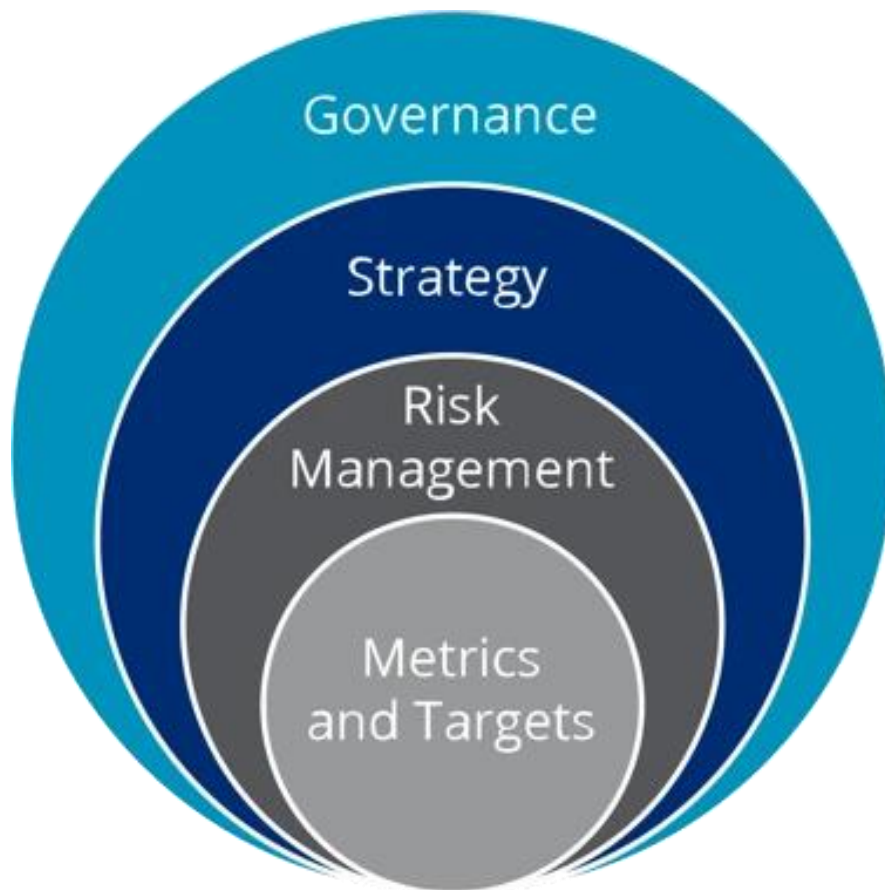 Governance
Strategy
Risk
Management
Metrics
and Targets